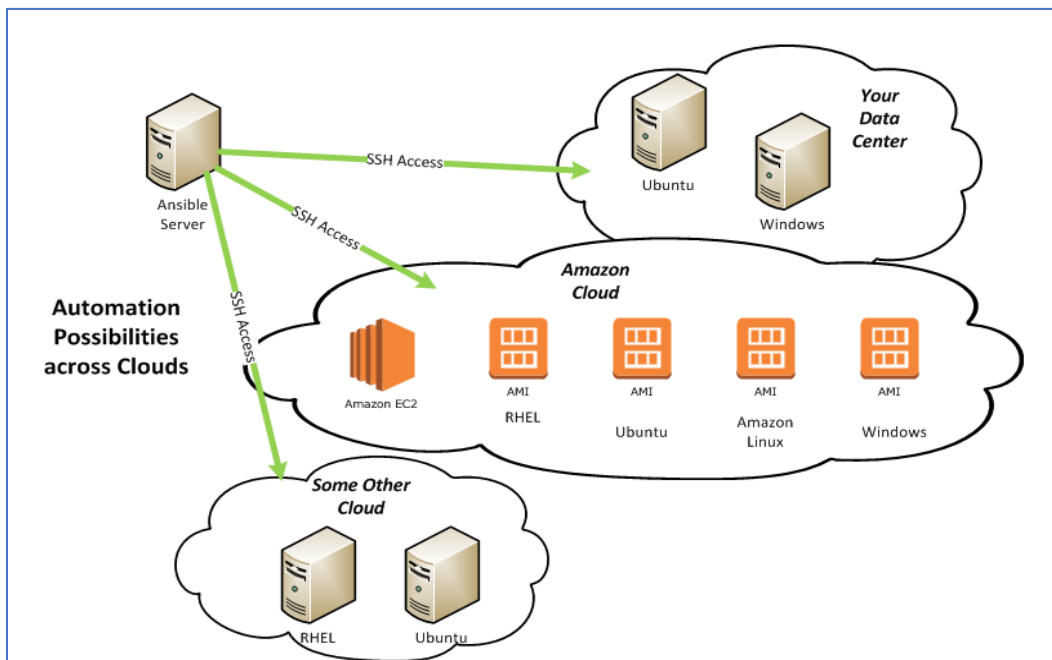 Your
Data
Center
SSH Access
Ubuntu
Windows
Ansible
Server
SSH Access
SSH Access
Amazon
Cloud
Automation
Possibilities
across Clouds
Amazon EC2
AMI
RHEL
AMI
Ubuntu
AMI
Amazon
Linux
AMI
Windows
Some Other
Cloud
RHEL
Ubuntu